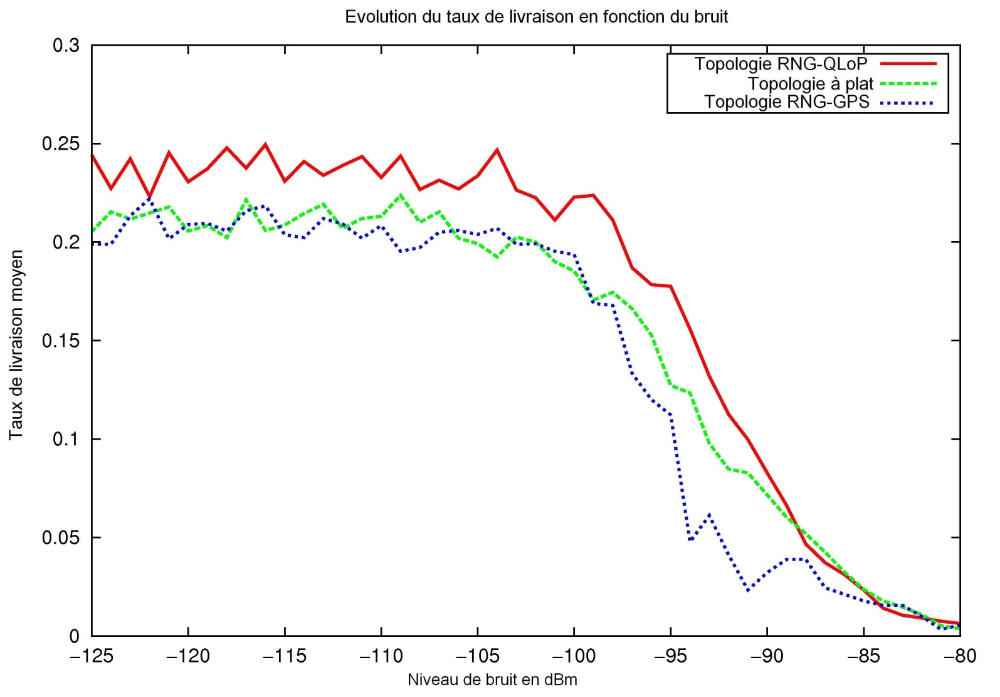 Evolution du taux de livraison en fonction du bruit
0.3
Topologie RNG-QLoP
Topologie à plat
Topologie RNG-GPS
0.25
0.2
0.15
0.1
0.05
0
Taux de livraison moyen
−125 −120 −115 −110 −105 −100 −95 −90 −85 −80
Niveau de bruit en dBm